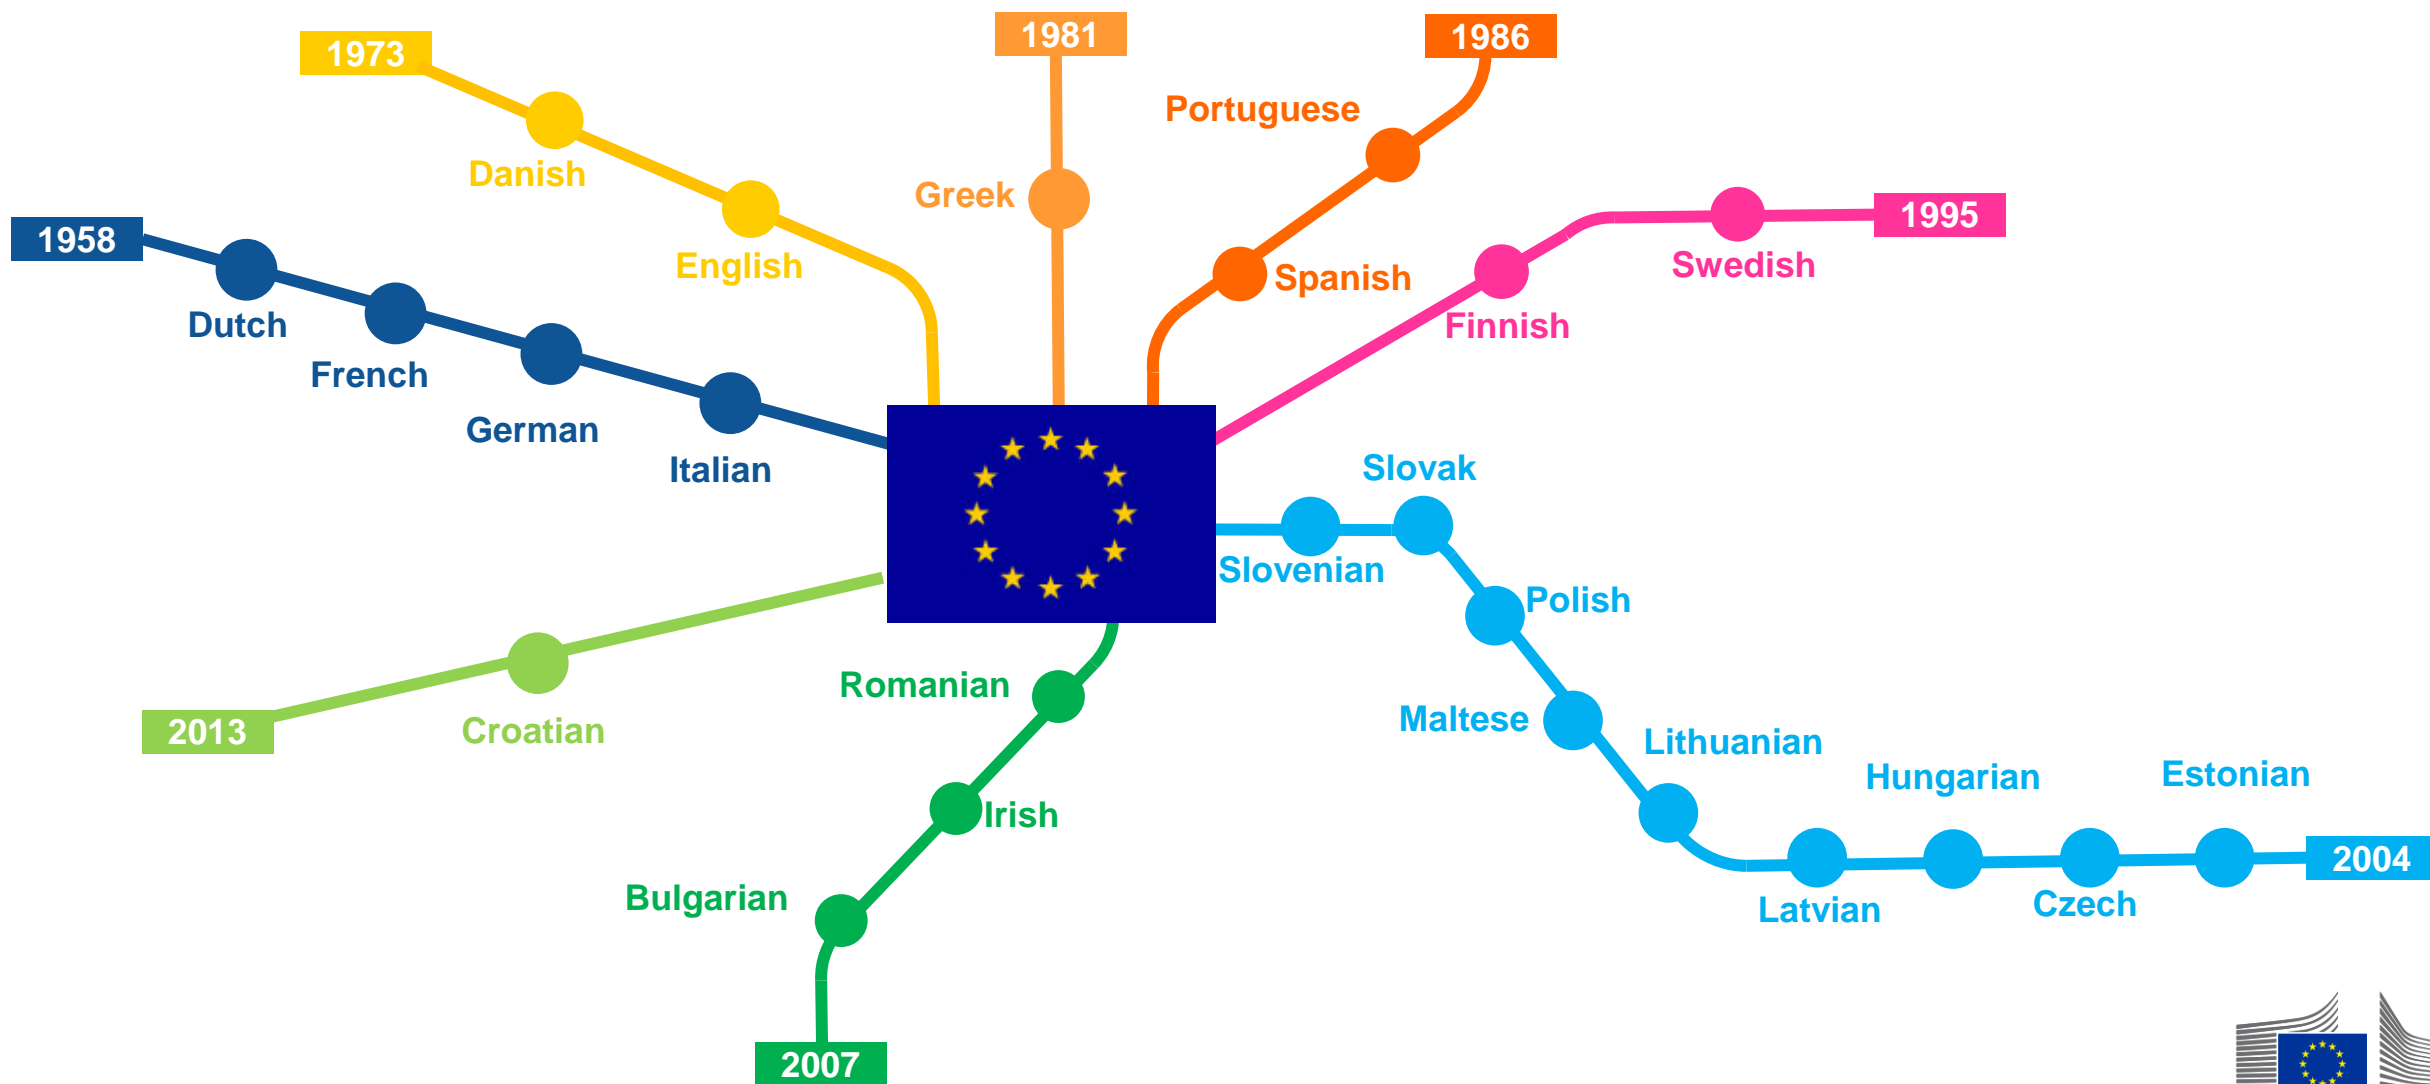 1973
1981
1986
Portuguese
Danish
Greek
1995
1958
English
Spanish
Swedish
Dutch
Finnish
French
German
Italian
Slovak
Slovenian
Polish
Romanian
Maltese
2013
Croatian
Lithuanian
Hungarian
Estonian
Irish
2004
Bulgarian
Latvian
Czech
2007